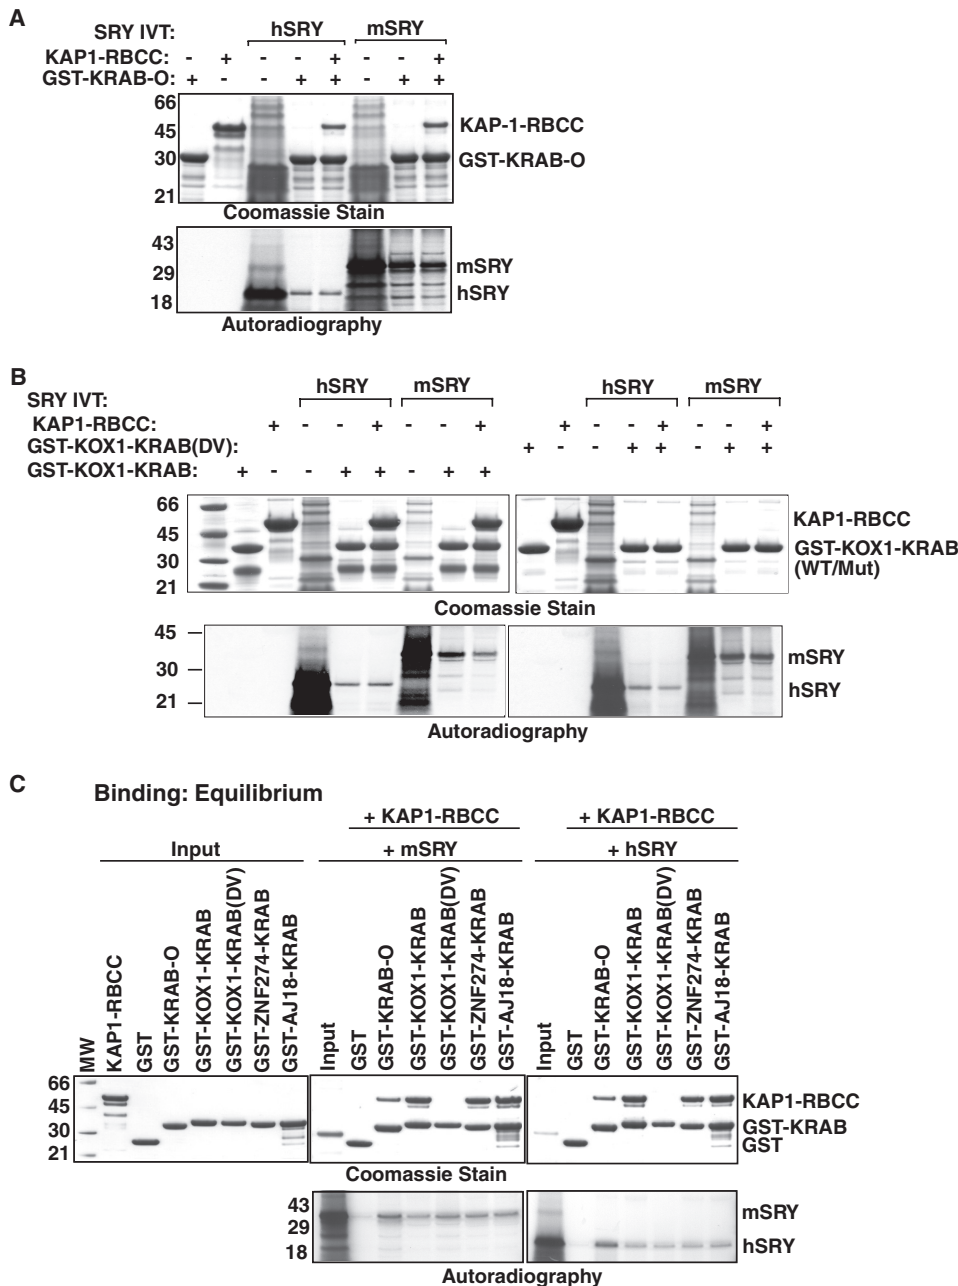 A
SRY IVT: hSRY mSRY
KAP1-RBCC: - + - - + - - +
GST-KRAB-O: + - - + + - + +
66
45
30
21
KAP-1-RBCC
GST-KRAB-O
Coomassie Stain
43
29
18
mSRY
hSRY
Autoradiography
B
hSRY mSRY hSRY mSRY
SRY IVT:
KAP1-RBCC: + - - + - - + + - - + - - +
GST-KOX1-KRAB(DV): + - - + + - + +
GST-KOX1-KRAB: + - - + + - + +
66
45
30
21
KAP1-RBCC
GST-KOX1-KRAB
(WT/Mut)
Coomassie Stain
45
30
21
mSRY
hSRY
Autoradiography
C
Binding: Equilibrium
+ KAP1-RBCC + KAP1-RBCC
Input + mSRY + hSRY
MW
KAP1-RBCC
GST
GST-KRAB-O
GST-KOX1-KRAB
GST-KOX1-KRAB(DV)
GST-ZNF274-KRAB
GST-AJ18-KRAB
Input
GST
GST-KRAB-O
GST-KOX1-KRAB
GST-KOX1-KRAB(DV)
GST-ZNF274-KRAB
GST-AJ18-KRAB
Input
GST
GST-KRAB-O
GST-KOX1-KRAB
GST-KOX1-KRAB(DV)
GST-ZNF274-KRAB
GST-AJ18-KRAB
66
45
30
21
KAP1-RBCC
GST-KRAB
GST
Coomassie Stain
43
29
18
mSRY
hSRY
Autoradiography